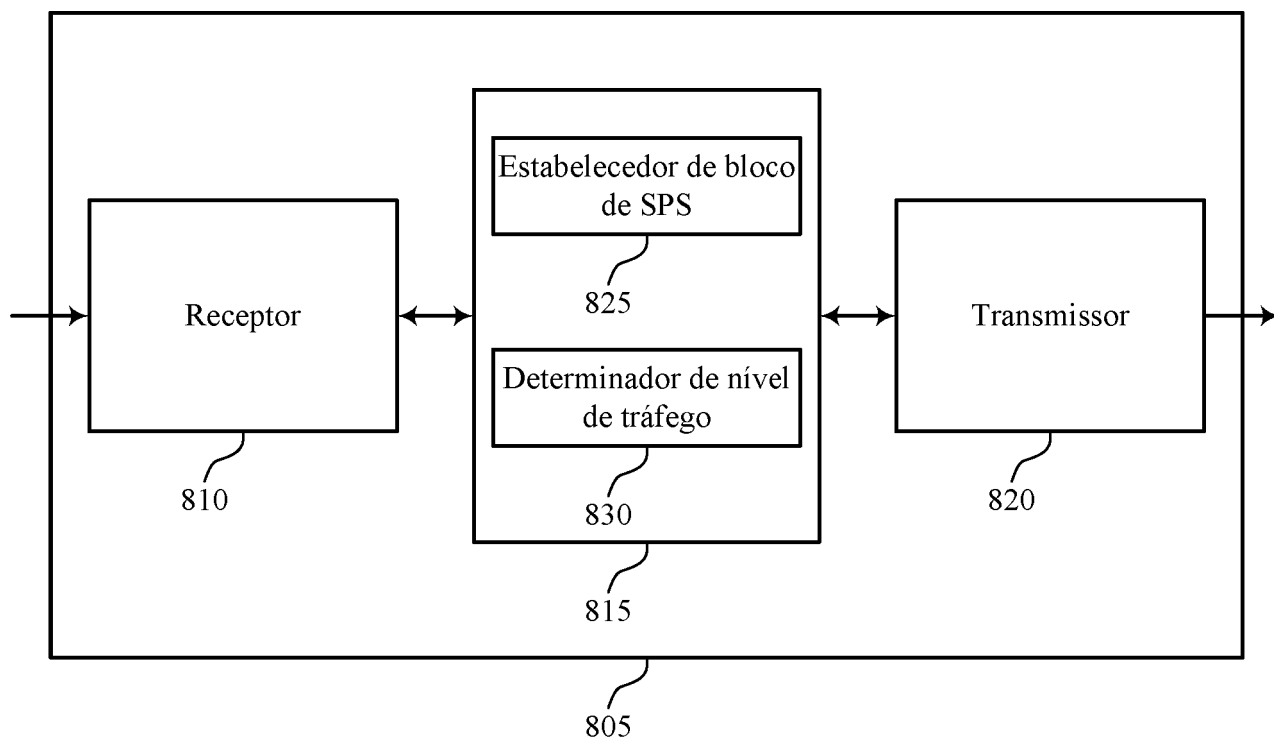 Estabelecedor de bloco
de SPS
825
Receptor
810
Determinador de nível
de tráfego
830
815
Transmissor
820
805